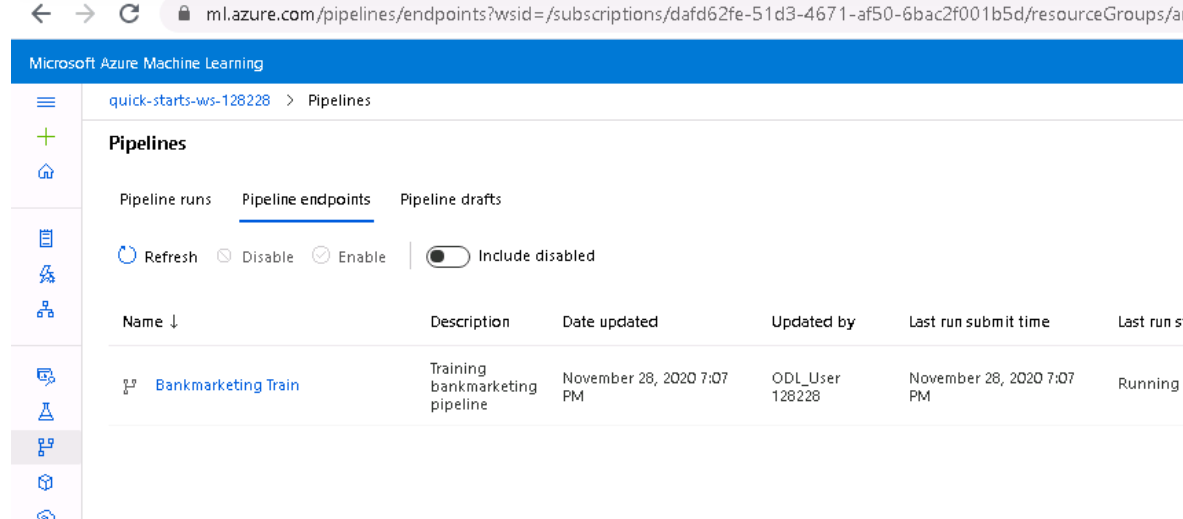 ml.azure.com/pipelines/endpoints?wsid=/subscriptions/dafd62fe-51d3-4671-af50-6bac2f001b5d/resourceGroups/a
Microsoft Azure Machine Learning
quick-starts-ws-128228 > Pipelines
Pipelines
Pipeline runs Pipeline endpoints Pipeline drafts
Refresh Disable Enable Include disabled
Name ↓ Description Date updated Updated by Last run submit time Last run s
Bankmarketing Train Training bankmarketing pipeline November 28, 2020 7:07 PM ODL_User 128228 November 28, 2020 7:07 PM Running